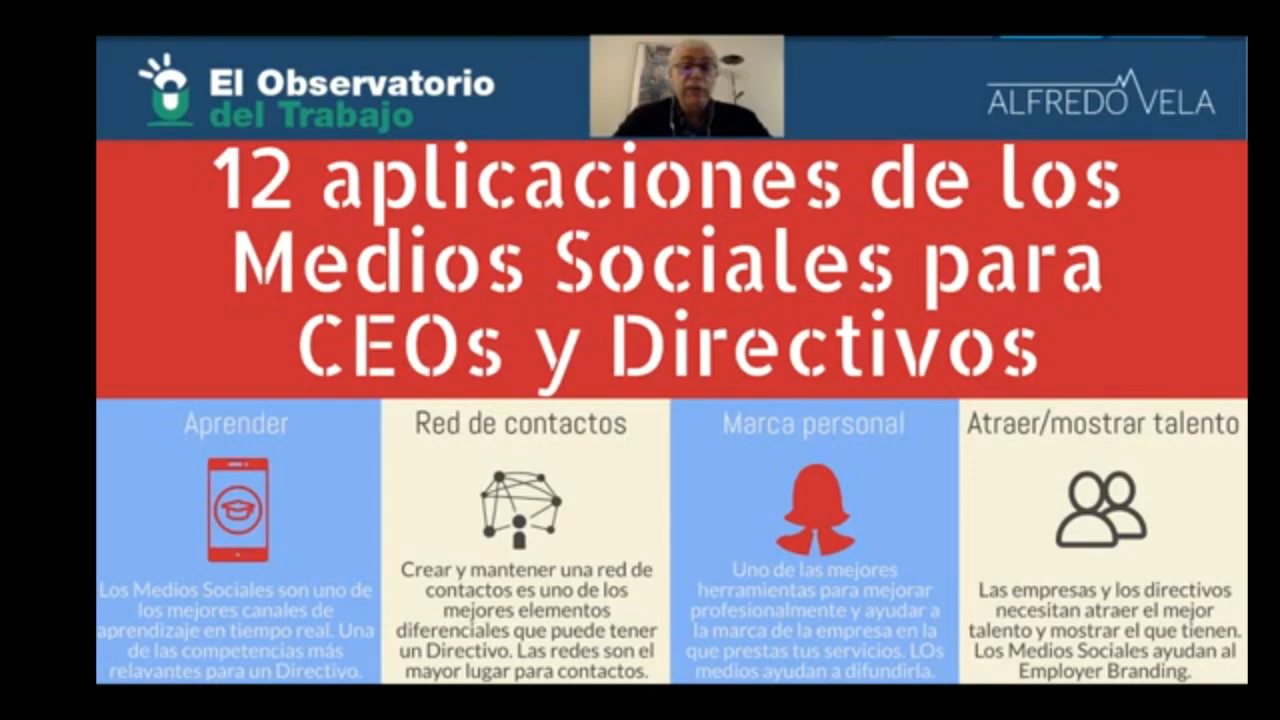 El Observatorio
del Trabajo
ALFREDO VELA
12 aplicaciones de los
Medios Sociales para
CEOs y Directivos
Aprender
Los Medios Sociales son uno de
los mejores canales de
aprendizaje en tiempo real. Una
de las competencias más
relavantes para un Directivo.
Red de contactos
Crear y mantener una red de
contactos es uno de los
mejores elementos
diferenciales que puede tener
un Directivo. Las redes son el
mayor lugar para contactos.
Marca personal
Uno de las mejores
herramientas para mejorar
profesionalmente y ayudar a
la marca de la empresa en la
que prestas tus servicios. LOs
medios ayudan a difundirla.
Atraer/mostrar talento
Las empresas y los directivos
necesitan atraer el mejor
talento y mostrar el que tienen.
Los Medios Sociales ayudan al
Employer Branding.